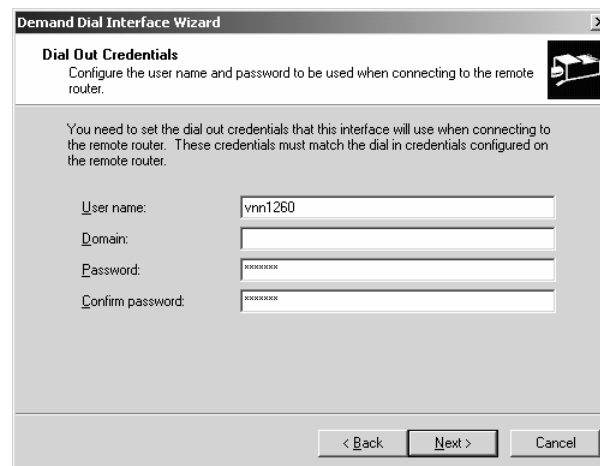 Demand Dial Interface Wizard
Dial Out Credentials
Configure the user name and password to be used when connecting to the remote
router.
You need to set the dial out credentials that this interface will use when connecting to
the remote router. These credentials must match the dial in credentials configured on
the remote router.
User name: vnn1260
Domain:
Password: ×××××××
Confirm password: ×××××××
< Back Next > Cancel